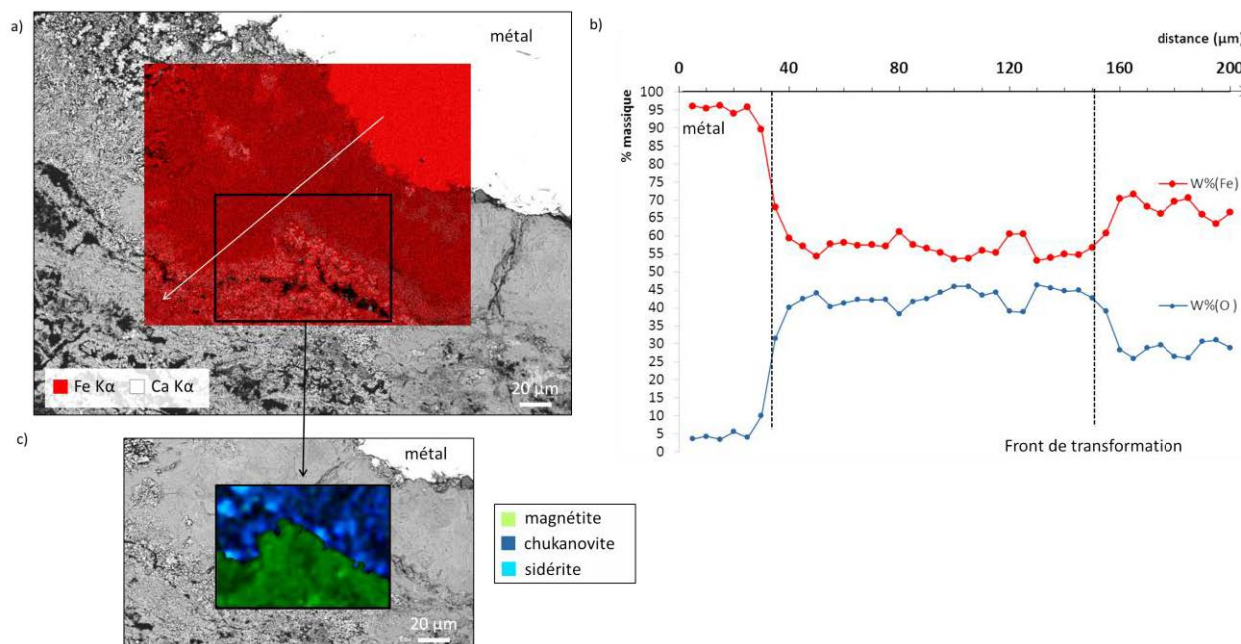 a)
métal
Fe Kα
Ca Kα
20 µm
b)
distance (µm)
0 40 80 120 160 200
% massique
100
95
90
85
80
75
70
65
60
55
50
45
40
35
30
25
20
15
10
5
0
métal
W%(Fe)
W%(O )
Front de transformation
c)
métal
20 µm
magnétite
chukanovite
sidérite